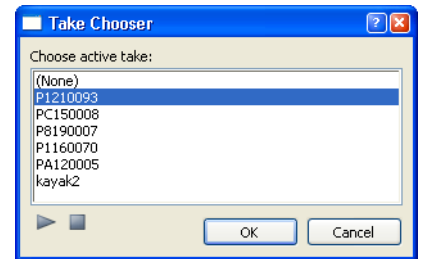 Take Chooser
Choose active take:
(None)
P1210093
PC150008
P8190007
P1160070
PA120005
kayak2
OK Cancel